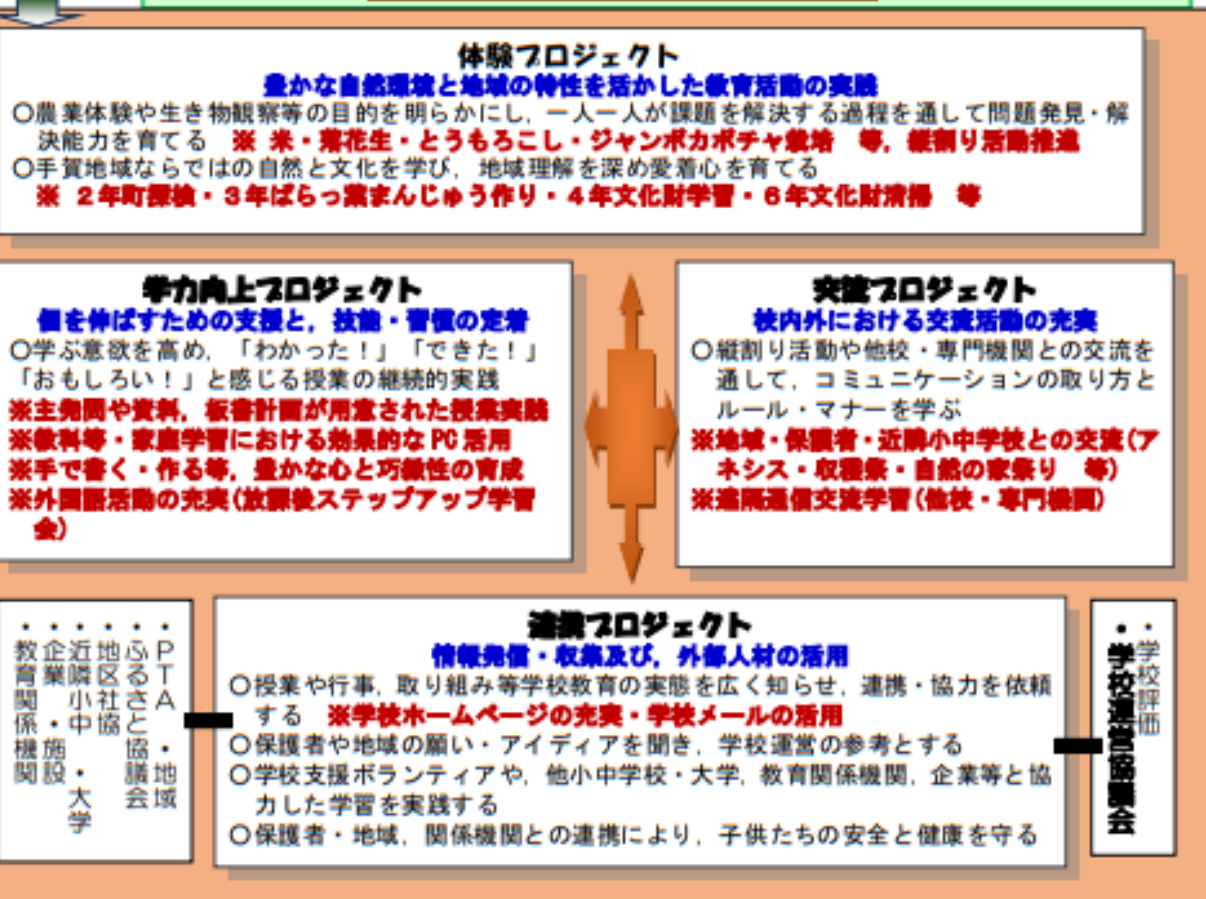 体験プロジェクト
豊かな自然環境と地域の特性を活かした教育活動の実践
○農業体験や生き物観察等の目的を明らかにし，一人一人が課題を解決する過程を通して問題発見・解
決能力を育てる　※ 米・落花生・とうもろこし・ジャンボカボチャ栽培　等，縦割り活動推進
○手賀地域ならではの自然と文化を学び，地域理解を深め愛着心を育てる
※ ２年町探検・３年ばらっ葉まんじゅう作り・４年文化財学習・６年文化財清掃　等
学力向上プロジェクト
個を伸ばすための支援と，技能・習慣の定着
○学ぶ意欲を高め，「わかった！」「できた！」
「おもしろい！」と感じる授業の継続的実践
※主発問や資料，板書計画が用意された授業実践
※教科等・家庭学習における効果的なPC活用
※手で書く・作る等，豊かな心と巧緻性の育成
※外国語活動の充実(放課後ステップアップ学習
会)
交流プロジェクト
校内外における交流活動の充実
○縦割り活動や他校・専門機関との交流を
通して，コミュニケーションの取り方と
ルール・マナーを学ぶ
※地域・保護者・近隣小中学校との交流(ア
ネシス・収穫祭・自然の家祭り　等)
※遠隔通信交流学習(他校・専門機関)
・ＰＴＡ・地域
・ふるさと協議会
・地区社協
・近隣小中・大学
・企業・施設
・教育関係機関
連携プロジェクト
情報発信・収集及び，外部人材の活用
○授業や行事，取り組み等学校教育の実態を広く知らせ，連携・協力を依頼
する　※学校ホームページの充実・学校メールの活用
○保護者や地域の願い・アイディアを聞き，学校運営の参考とする
○学校支援ボランティアや，他小中学校・大学，教育関係機関，企業等と協
力した学習を実践する
○保護者・地域，関係機関との連携により，子供たちの安全と健康を守る
・学校評価
・学校運営協議会